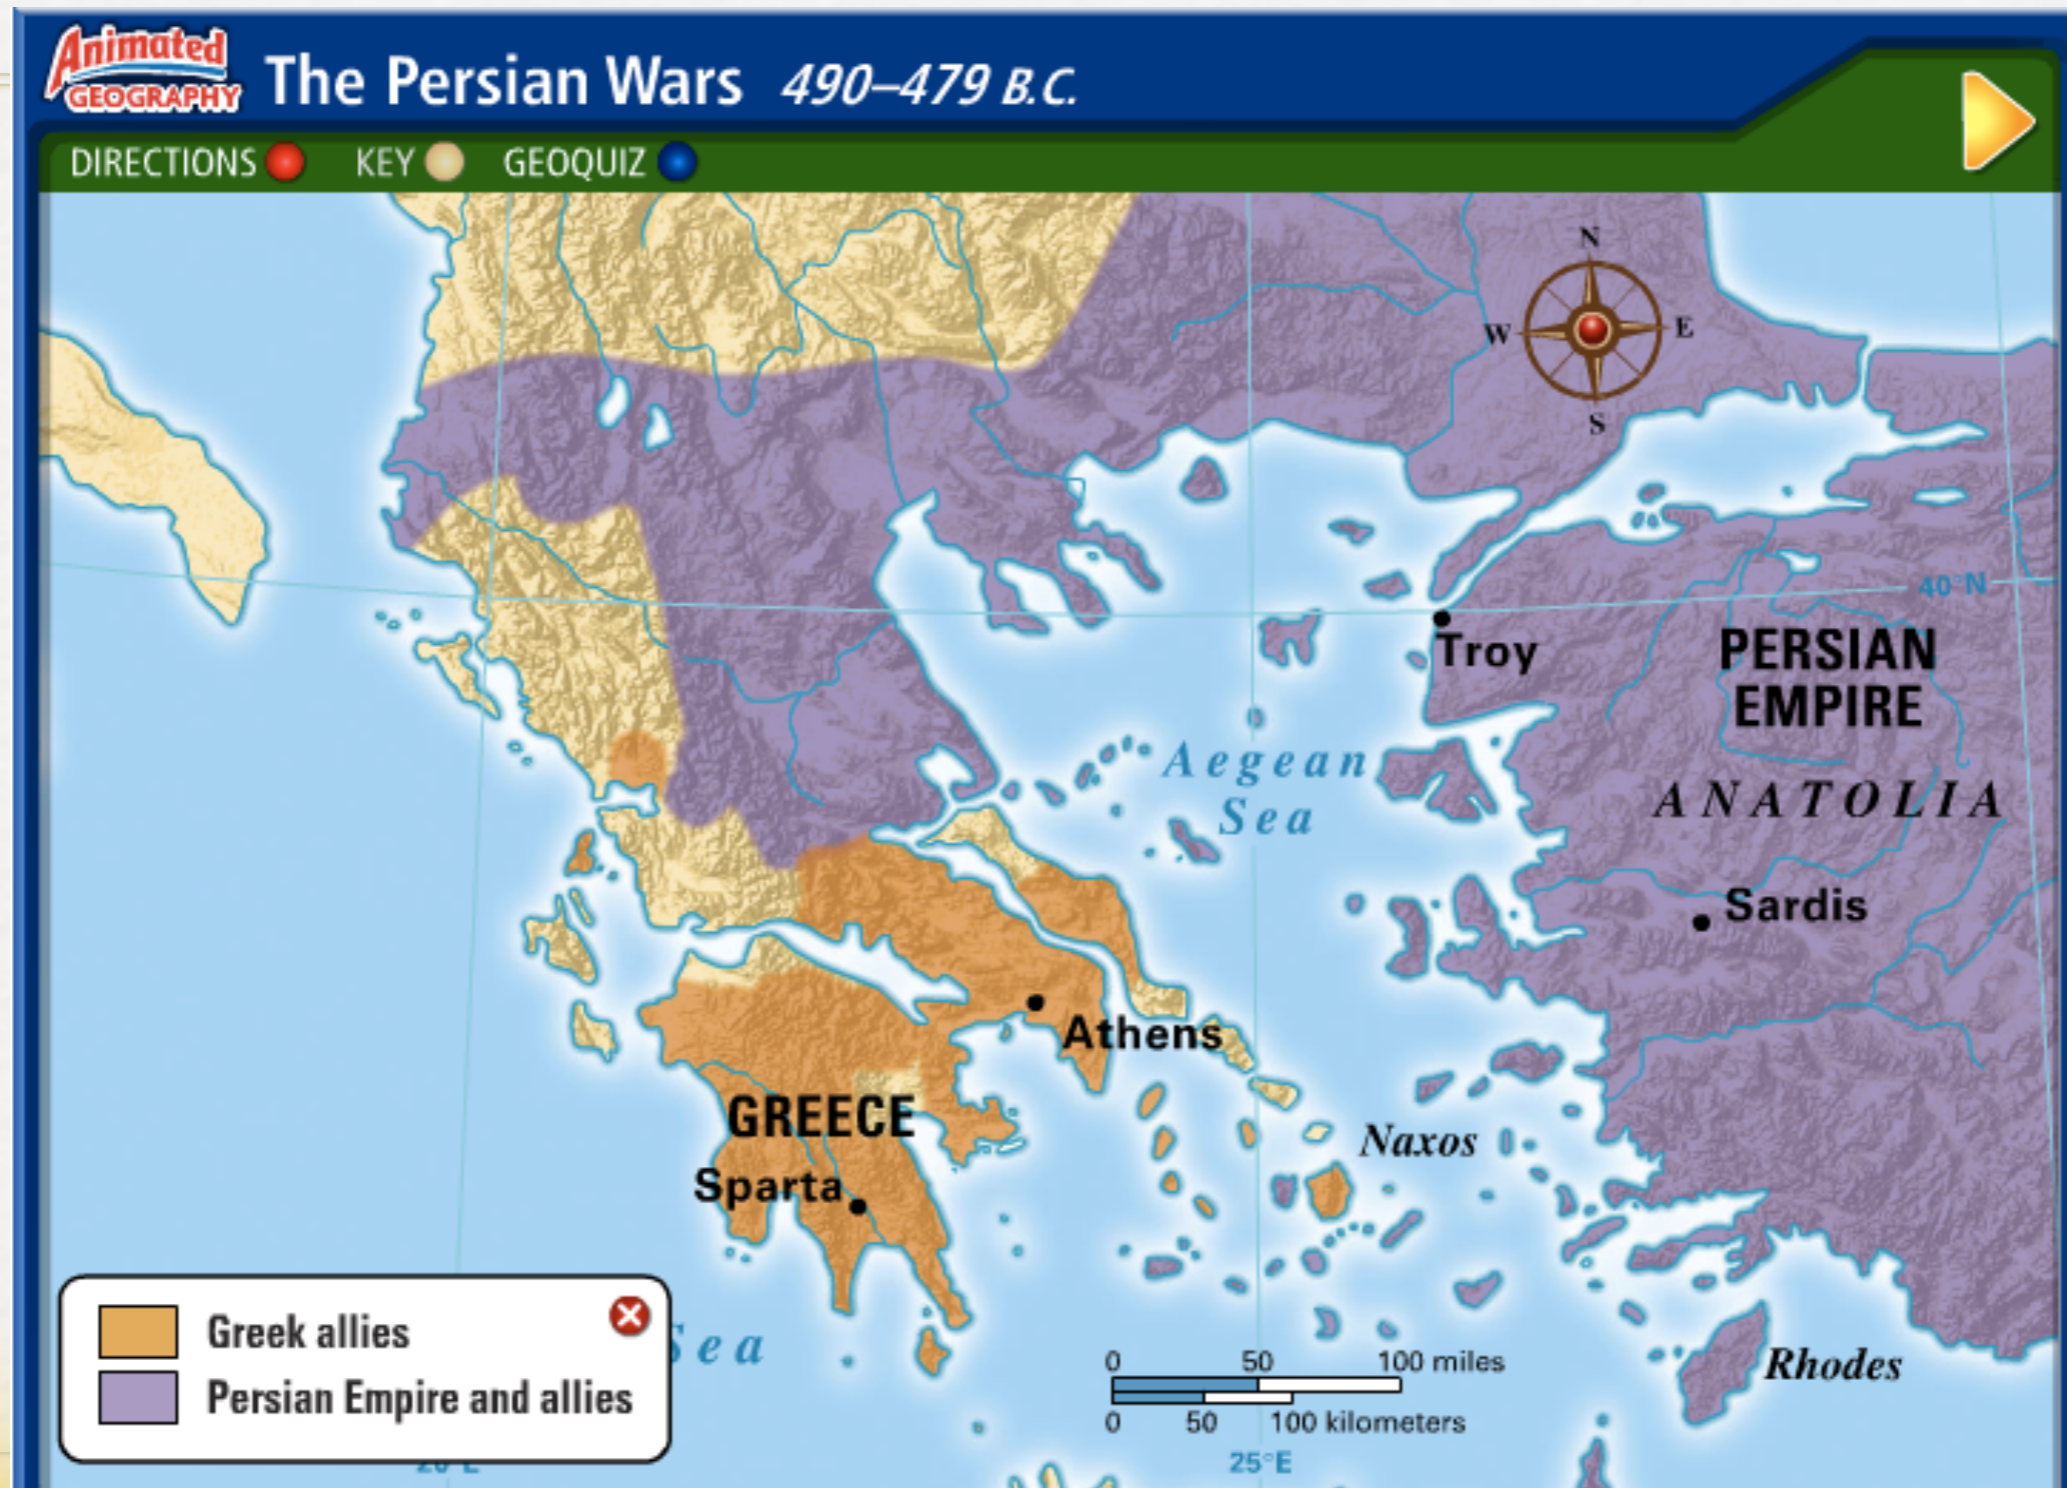 Animated
GEOGRAPHY
The Persian Wars 490–479 B.C.
DIRECTIONS KEY GEOQUIZ
N
W E
S
40°N
Troy
PERSIAN
EMPIRE
Aegean
Sea
ANATOLIA
Sardis
Athens
GREECE
Naxos
Sparta
Greek allies
Persian Empire and allies
Sea
0 50 100 miles
0 50 100 kilometers
Rhodes
25°E